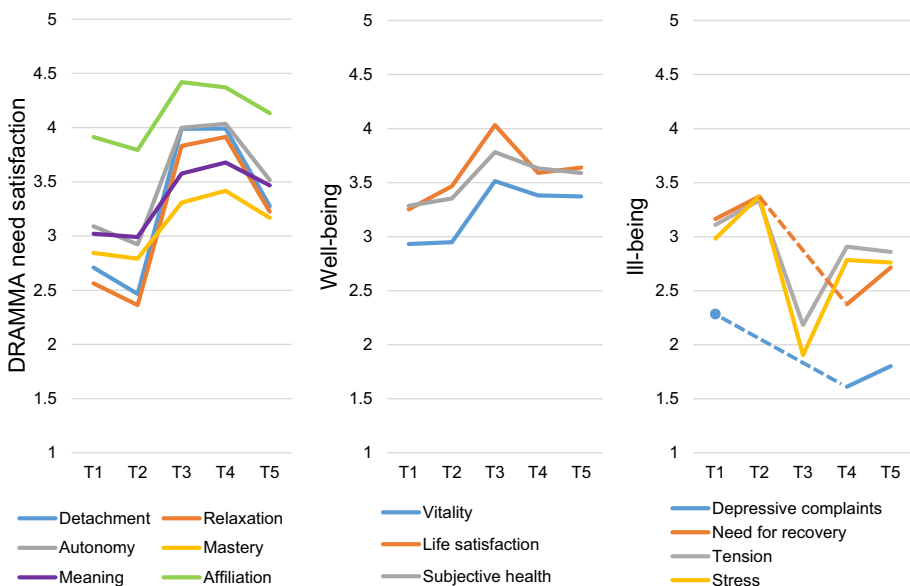 DRAMMA need satisfaction
5
4.5
4
3.5
3
2.5
2
1.5
1
T1 T2 T3 T4 T5
Detachment Relaxation
Autonomy Mastery
Meaning Affiliation
Well-being
5
4.5
4
3.5
3
2.5
2
1.5
1
T1 T2 T3 T4 T5
Vitality
Life satisfaction
Subjective health
Ill-being
5
4.5
4
3.5
3
2.5
2
1.5
1
T1 T2 T3 T4 T5
Depressive complaints
Need for recovery
Tension
Stress